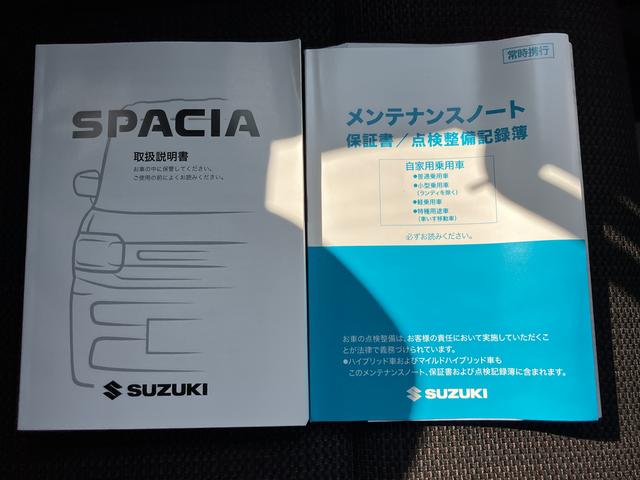 SPACIA
取扱説明書
お車の中に保管してください。
ご使用の前によくお読みください。
SUZUKI
常時携行
メンテナンスノート
保証書/点検整備記録簿
自家用乗用車
●普通乗用車
●小型乗用車
(ランディを除く)
●軽乗用車
●特種用途車
(車いす移動車)
必ずお読みください。
お車の点検整備は、お客様の責任において実施していただくこ
とが法律で義務づけられています。
●ハイブリッド車およびマイルドハイブリッド車も
このメンテナンスノート、保証書および点検記録簿に含まれます。
SUZUKI